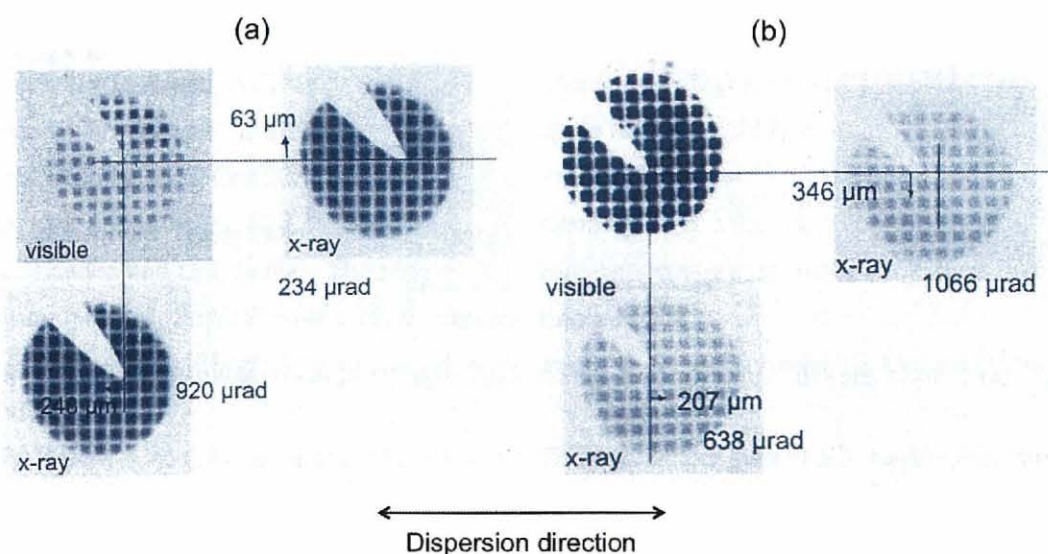 (a)
(b)
63 μm
visible
x-ray
234 μrad
346 μm
x-ray
1066 μrad
visible
920 μrad
x-ray
207 μm
638 μrad
x-ray
Dispersion direction